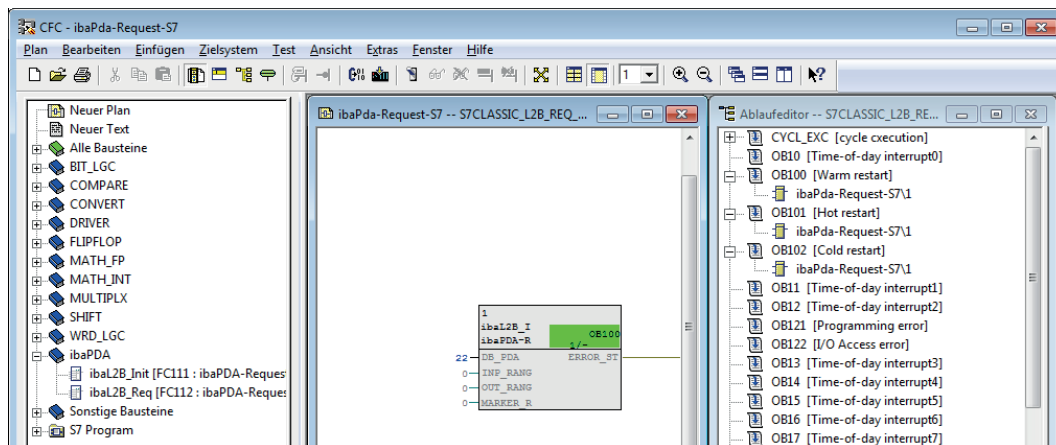 CFC - ibaPda-Request-S7
Plan Bearbeiten Einfügen Zielsystem Test Ansicht Extras Fenster Hilfe
1
Neuer Plan
Neuer Text
Alle Bausteine
BIT_LGC
COMPARE
CONVERT
DRIVER
FLIPFLOP
MATH_FP
MATH_INT
MULTIPLX
SHIFT
WRD_LGC
ibaPDA
ibaL2B_Init [FC111 : ibaPDA-Reques
ibaL2B_Req [FC112 : ibaPDA-Reques
Sonstige Bausteine
S7 Program
ibaPda-Request-S7 -- S7CLASSIC_L2B_REQ_...
1
ibaL2B_I
ibaPDA-R OB100
1/-
22 DB_PDA ERROR_ST
0 INP_RANG
0 OUT_RANG
0 MARKER_R
Ablaufeditor -- S7CLASSIC_L2B_RE...
CYCL_EXC [cycle cxecution]
OB10 [Time-of-day interrupt0]
OB100 [Warm restart]
ibaPda-Request-S7\1
OB101 [Hot restart]
ibaPda-Request-S7\1
OB102 [Cold restart]
ibaPda-Request-S7\1
OB11 [Time-of-day interrupt1]
OB12 [Time-of-day interrupt2]
OB121 [Programming error]
OB122 [I/O Access error]
OB13 [Time-of-day interrupt3]
OB14 [Time-of-day interrupt4]
OB15 [Time-of-day interrupt5]
OB16 [Time-of-day interrupt6]
OB17 [Time-of-day interrupt7]